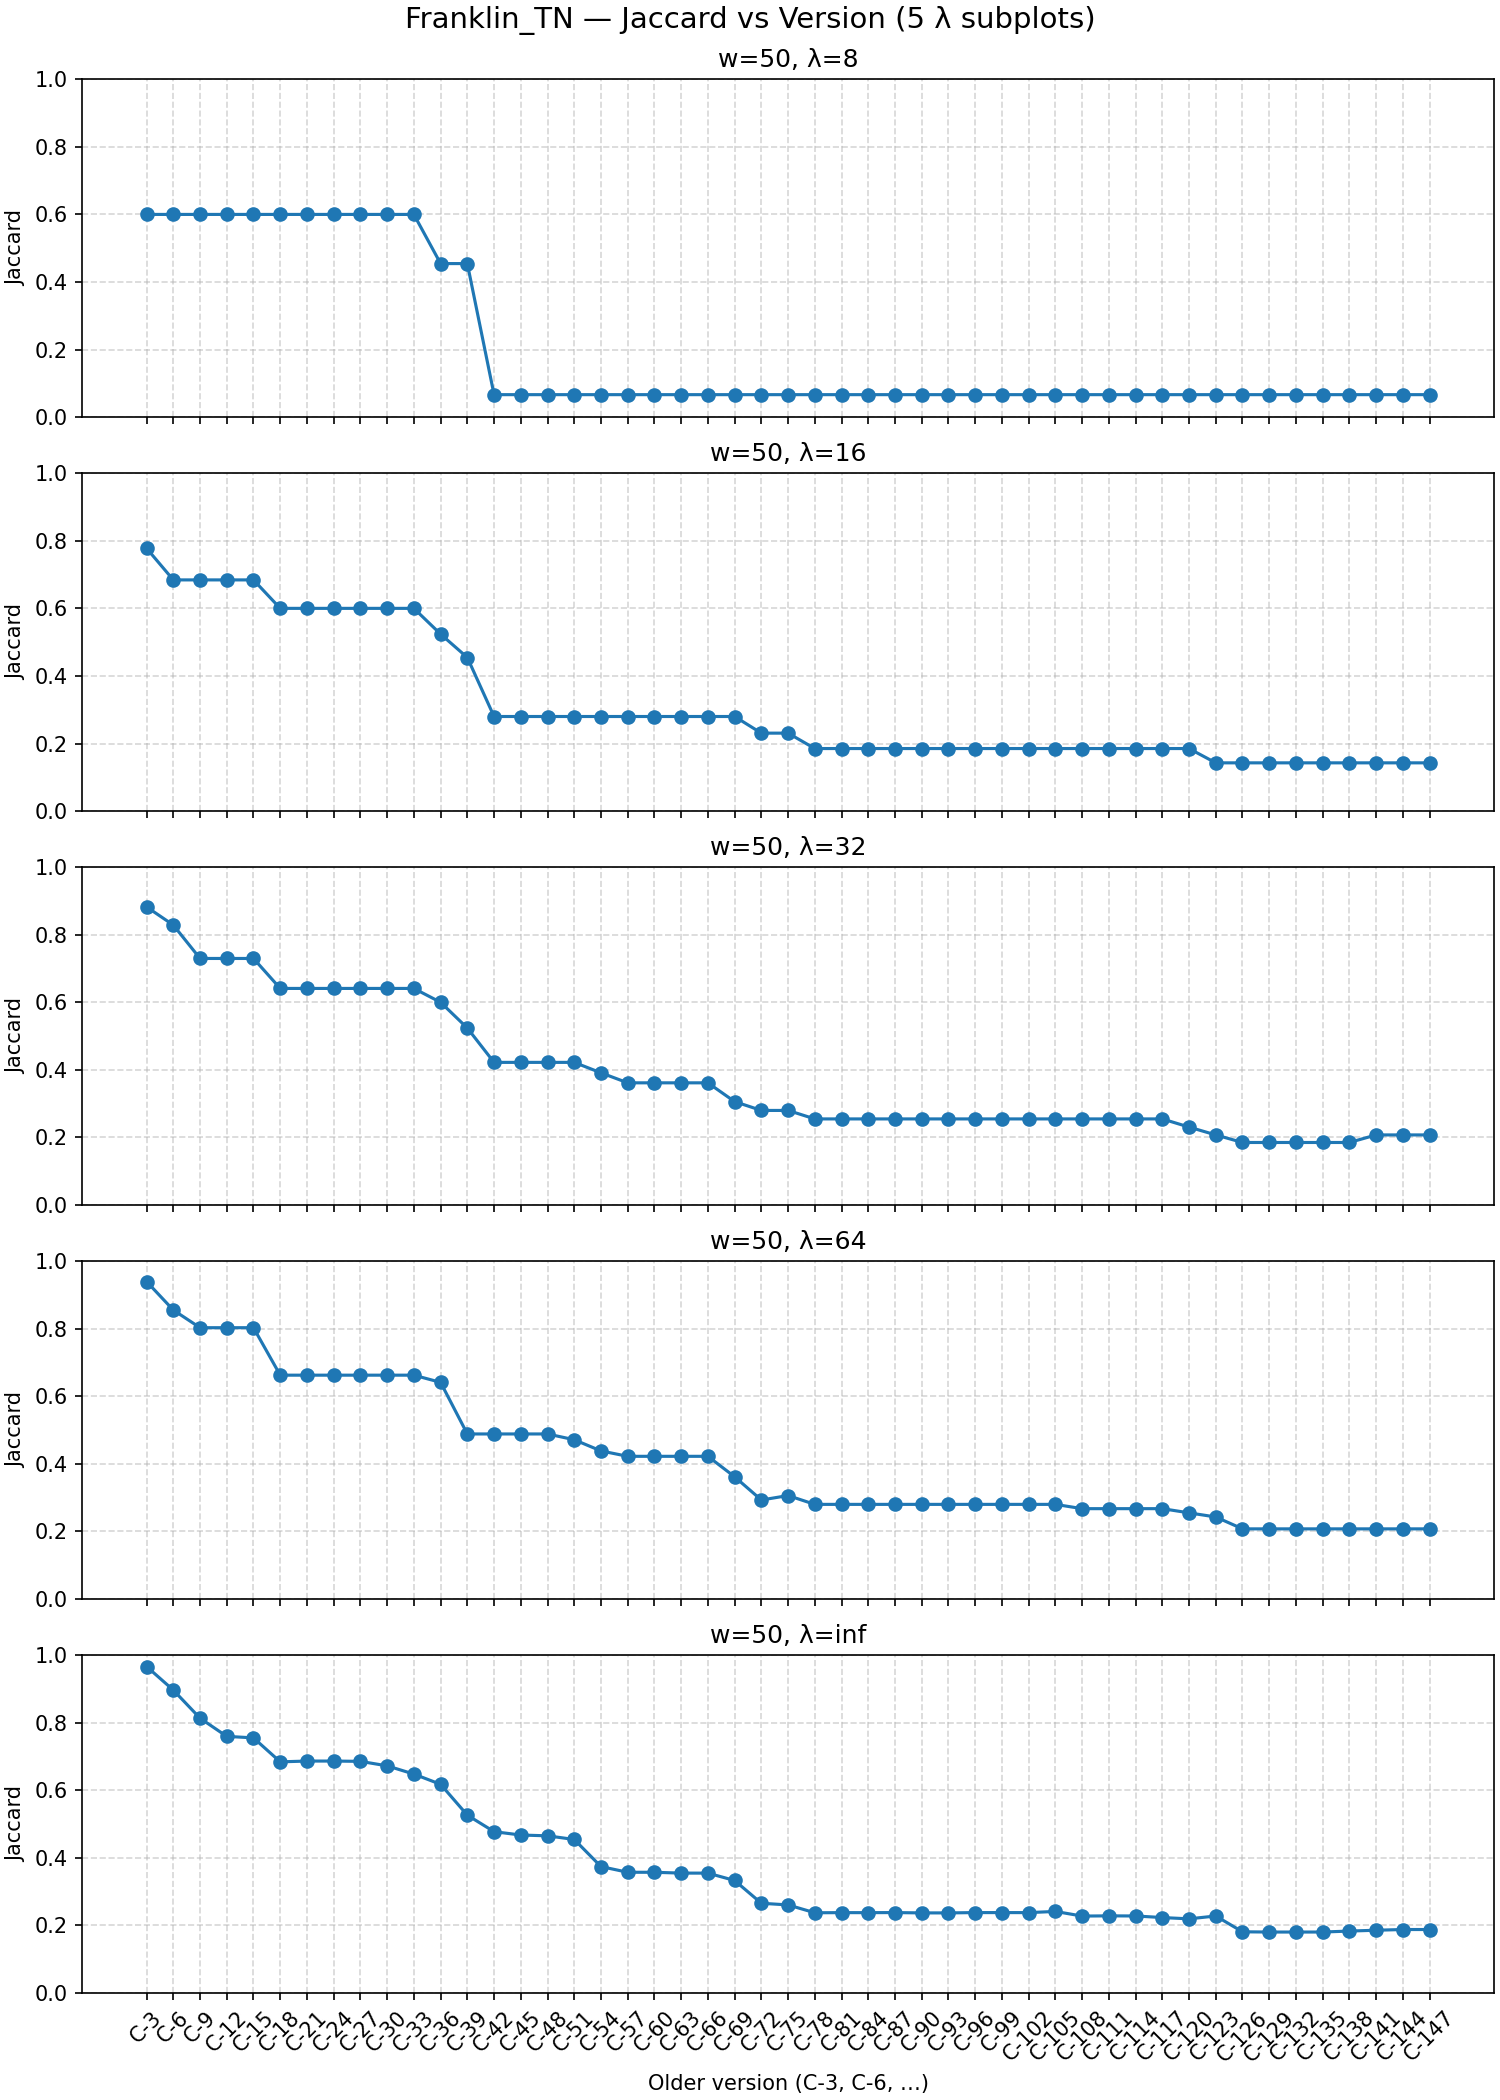 Franklin_TN — Jaccard vs Version (5 λ subplots)
w=50, λ=8
1.0
0.8
0.6
0.4
0.2
0.0
Jaccard
w=50, λ=16
1.0
0.8
0.6
0.4
0.2
0.0
Jaccard
w=50, λ=32
1.0
0.8
0.6
0.4
0.2
0.0
Jaccard
w=50, λ=64
1.0
0.8
0.6
0.4
0.2
0.0
Jaccard
w=50, λ=inf
1.0
0.8
0.6
0.4
0.2
0.0
Jaccard
C-3 C-6 C-9 C-12 C-15 C-18 C-21 C-24 C-27 C-30 C-33 C-36 C-39 C-42 C-45 C-48 C-51 C-54 C-57 C-60 C-63 C-66 C-69 C-72 C-75 C-78 C-81 C-84 C-87 C-90 C-93 C-96 C-99 C-102 C-105 C-108 C-111 C-114 C-117 C-120 C-123 C-126 C-129 C-132 C-135 C-138 C-141 C-144 C-147
Older version (C-3, C-6, ...)